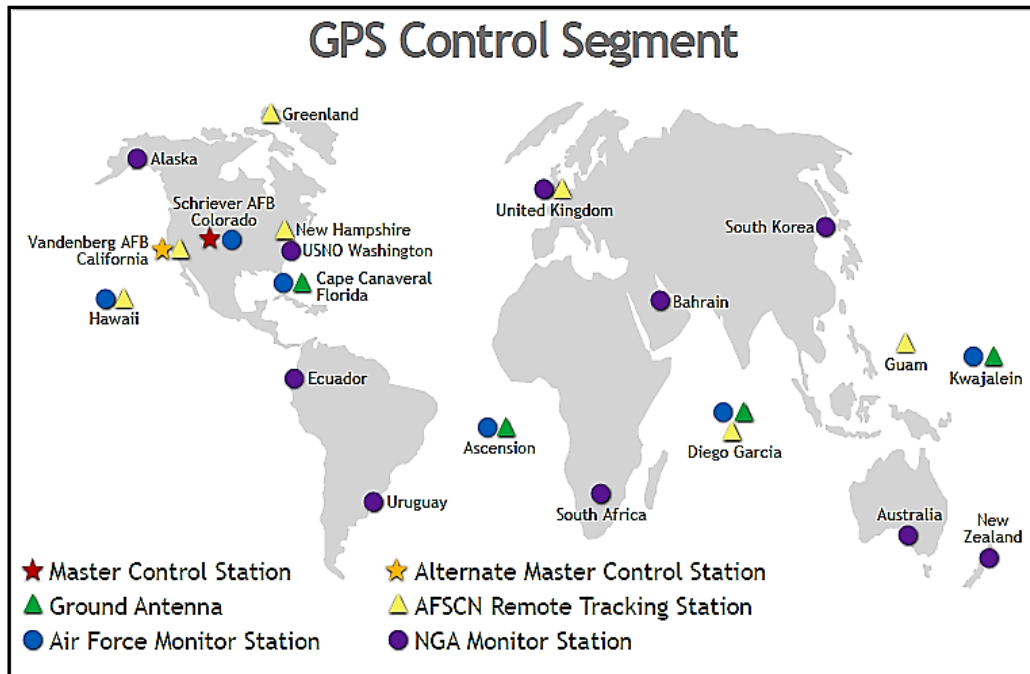 GPS Control Segment
Greenland
Alaska
Schriever AFB
Colorado
Vandenberg AFB
California
New Hampshire
USNO Washington
Cape Canaveral
Florida
Hawaii
United Kingdom
South Korea
Bahrain
Guam
Kwajalein
Ecuador
Ascension
Diego Garcia
Uruguay
South Africa
Australia
New
Zealand
Master Control Station
Alternate Master Control Station
Ground Antenna
AFSCN Remote Tracking Station
Air Force Monitor Station
NGA Monitor Station